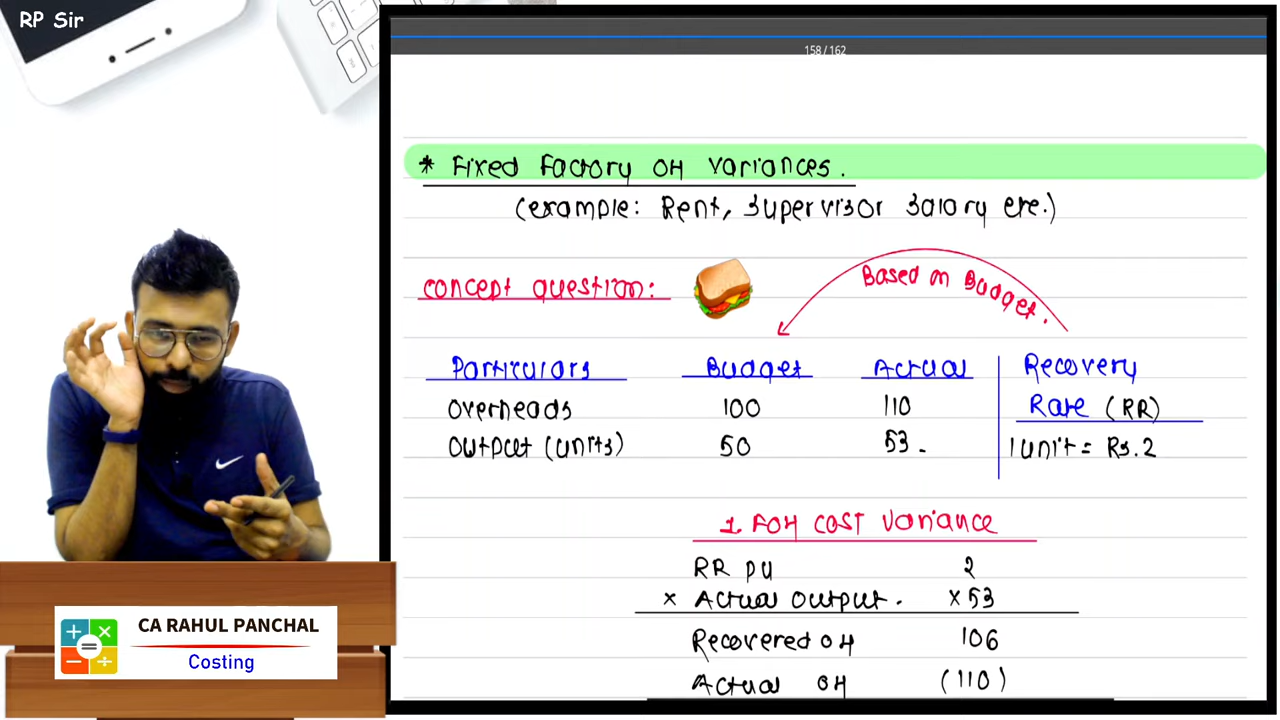 RP Sir
158 / 162
* Fixed Factory OH Variances.
(example: Rent, Supervisor Salary etc.)
concept question:
Based on Budget.
Particulars Budget Actual Recovery
Overheads 100 110 Rate (RR)
Output (units) 50 53 1 unit = Rs. 2
1. FOH COST Variance
RR PU 2
× Actual Output. × 53
Recovered OH 106
Actual OH (110)
CA RAHUL PANCHAL
Costing